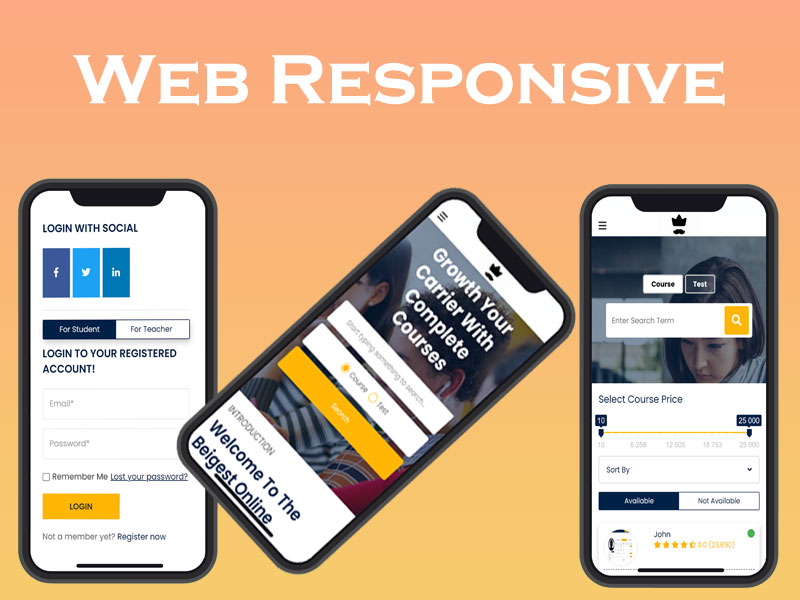 Web Responsive
LOGIN WITH SOCIAL
For Student
For Teacher
LOGIN TO YOUR REGISTERED
ACCOUNT!
Email*
Password*
Remember Me Lost your password?
LOGIN
Not a member yet? Register now
Growth Your
Carrier With
Complete
Courses
Start typing something to search...
Course
Test
Search
INTRODUCTION
Welcome To The
Beigest Online
Course
Test
Enter Search Term
Select Course Price
10
25 000
10
6 258
12 505
18 753
25 000
Sort By
Available
Not Available
John
0.0 (23,890)